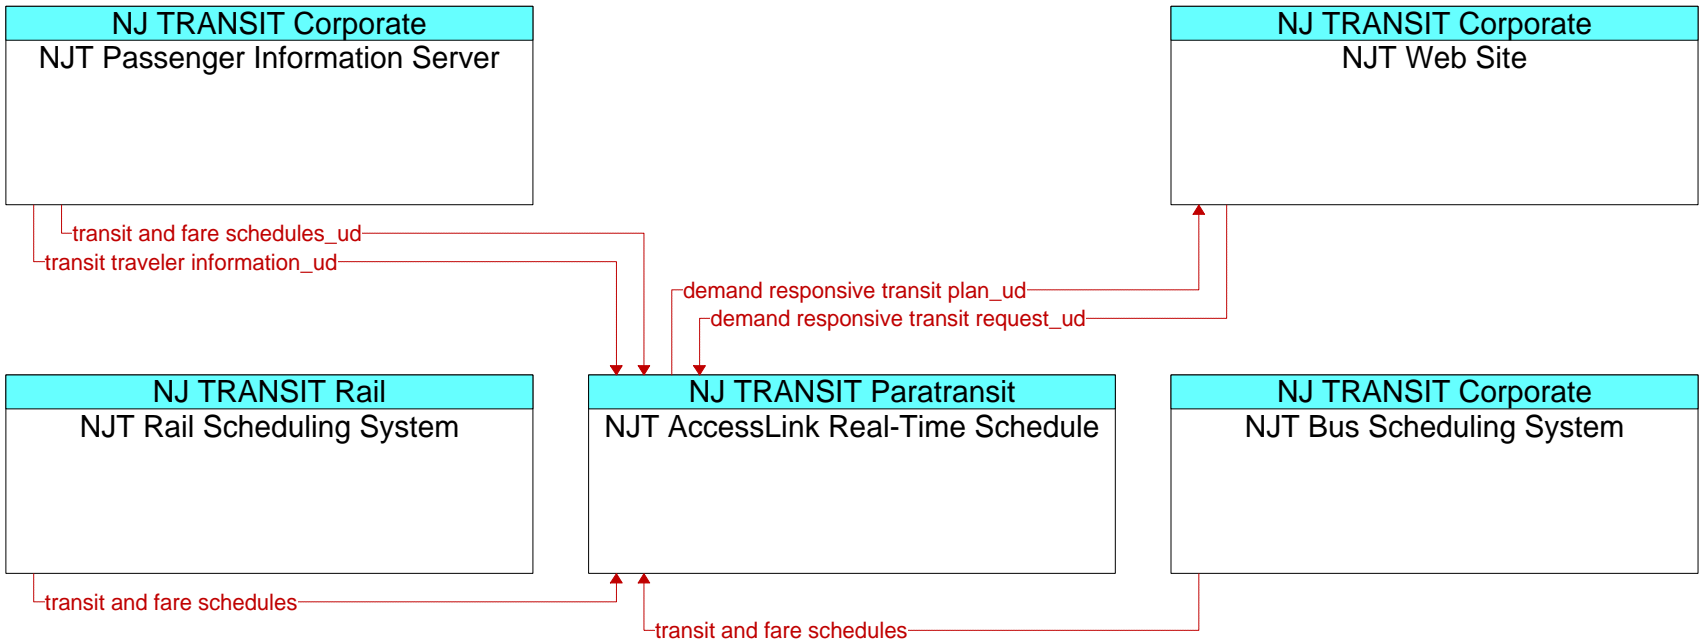 NJ TRANSIT Corporate
NJT Passenger Information Server
NJ TRANSIT Corporate
NJT Web Site
transit and fare schedules_ud
transit traveler information_ud
demand responsive transit plan_ud
demand responsive transit request_ud
NJ TRANSIT Rail
NJT Rail Scheduling System
NJ TRANSIT Paratransit
NJT AccessLink Real-Time Schedule
NJ TRANSIT Corporate
NJT Bus Scheduling System
transit and fare schedules
transit and fare schedules